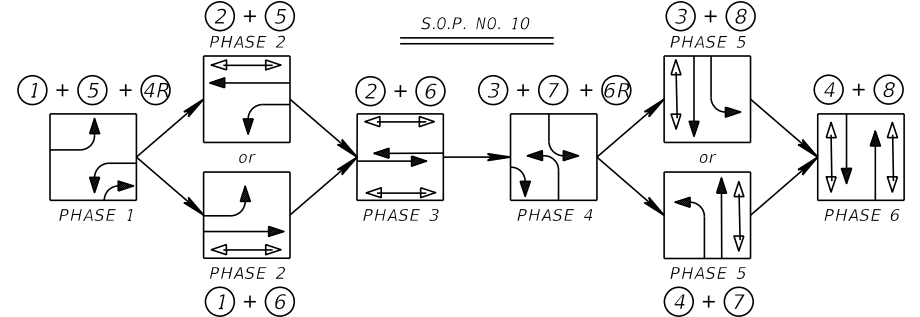 S.O.P. NO. 10
1 + 5 + 4R
PHASE 1
2 + 5
PHASE 2
or
PHASE 2
1 + 6
2 + 6
PHASE 3
3 + 7 + 6R
PHASE 4
3 + 8
PHASE 5
or
PHASE 5
4 + 7
4 + 8
PHASE 6